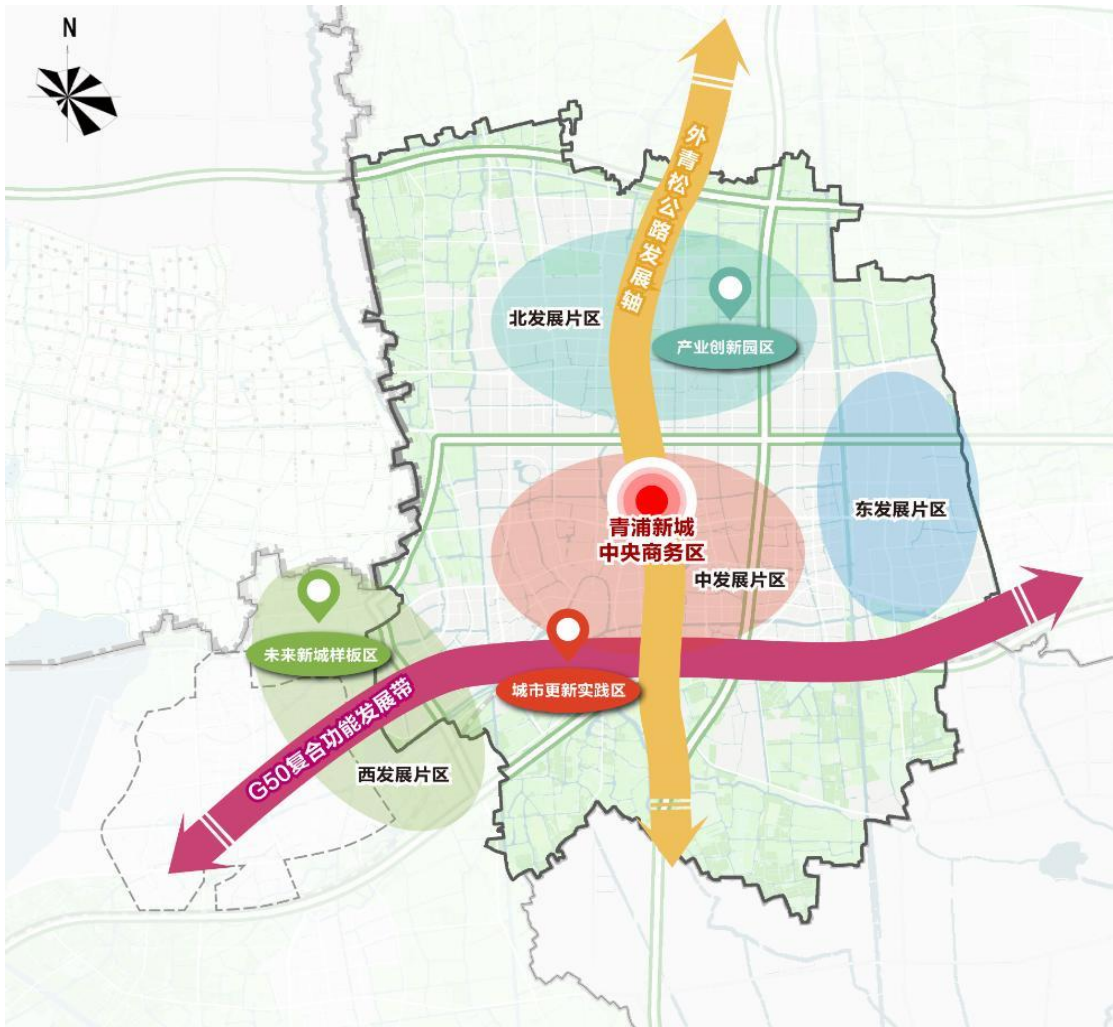 N
外青松公路发展轴
北发展片区
产业创新园区
东发展片区
青浦新城
中央商务区
中发展片区
未来新城样板区
城市更新实践区
G50复合功能发展带
西发展片区